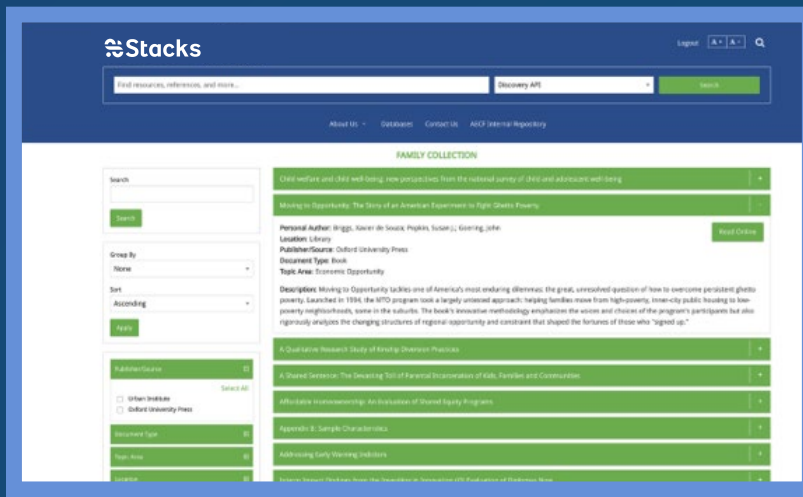 Stacks
Logout A+ A-
Find resources, references, and more...
Discovery API
Search
About Us
Databases
Contact Us
AECF Internal Repository
FAMILY COLLECTION
Search
Search
Group By
None
Sort
Ascending
Apply
Publisher/Source
Select All
Urban Institute
Oxford University Press
Document Type
Topic Area
Location
Child welfare and child well-being: new perspectives from the national survey of child and adolescent well-being
Moving to Opportunity: The Story of an American Experiment to Fight Ghetto Poverty
Personal Author: Briggs, Xavier de Souza; Popkin, Susan J.; Goering, John
Location: Library
Publisher/Source: Oxford University Press
Document Type: Book
Topic Area: Economic Opportunity
Read Online
Description: Moving to Opportunity tackles one of America's most enduring dilemmas: the great, unresolved question of how to overcome persistent ghetto
poverty. Launched in 1994, the MTO program took a largely untested approach: helping families move from high-poverty, inner-city public housing to low-
poverty neighborhoods, some in the suburbs. The book's innovative methodology emphasizes the voices and choices of the program's participants but also
rigorously analyzes the changing structures of regional opportunity and constraint that shaped the fortunes of those who "signed up."
A Qualitative Research Study of Kinship Diversion Practices
A Shared Sentence: The Devasting Toll of Parental Incarceration of Kids, Families and Communities
Affordable Homeownership: An Evaluation of Shared Equity Programs
Appendix B: Sample Characteristics
Addressing Early Warning Indictors